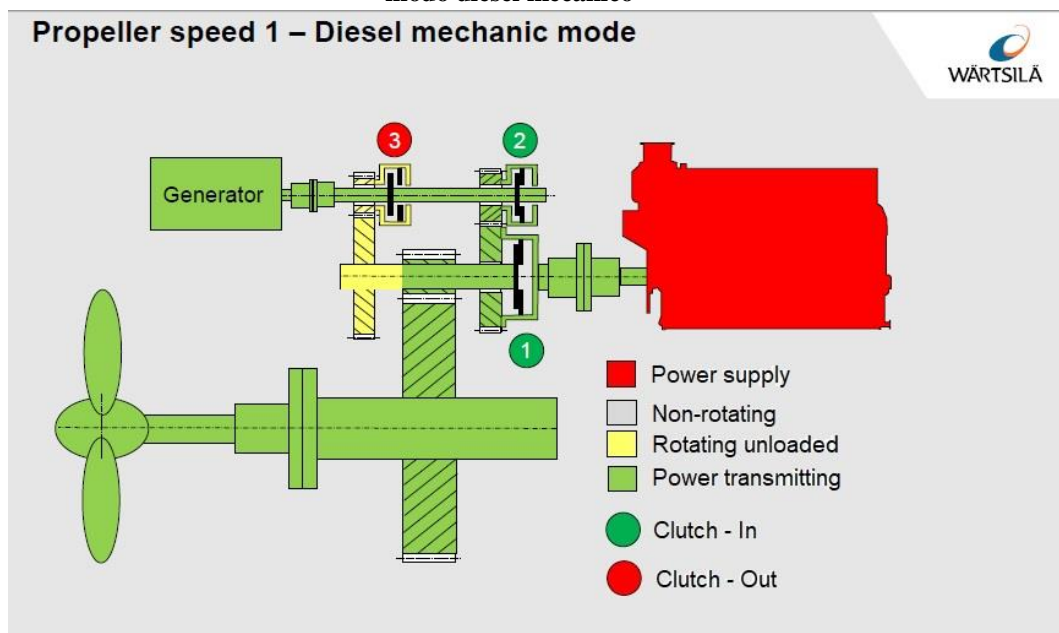 modo diesel mecánico
Propeller speed 1 – Diesel mechanic mode
WÄRTSILÄ
3
2
Generator
1
Power supply
Non-rotating
Rotating unloaded
Power transmitting
Clutch - In
Clutch - Out